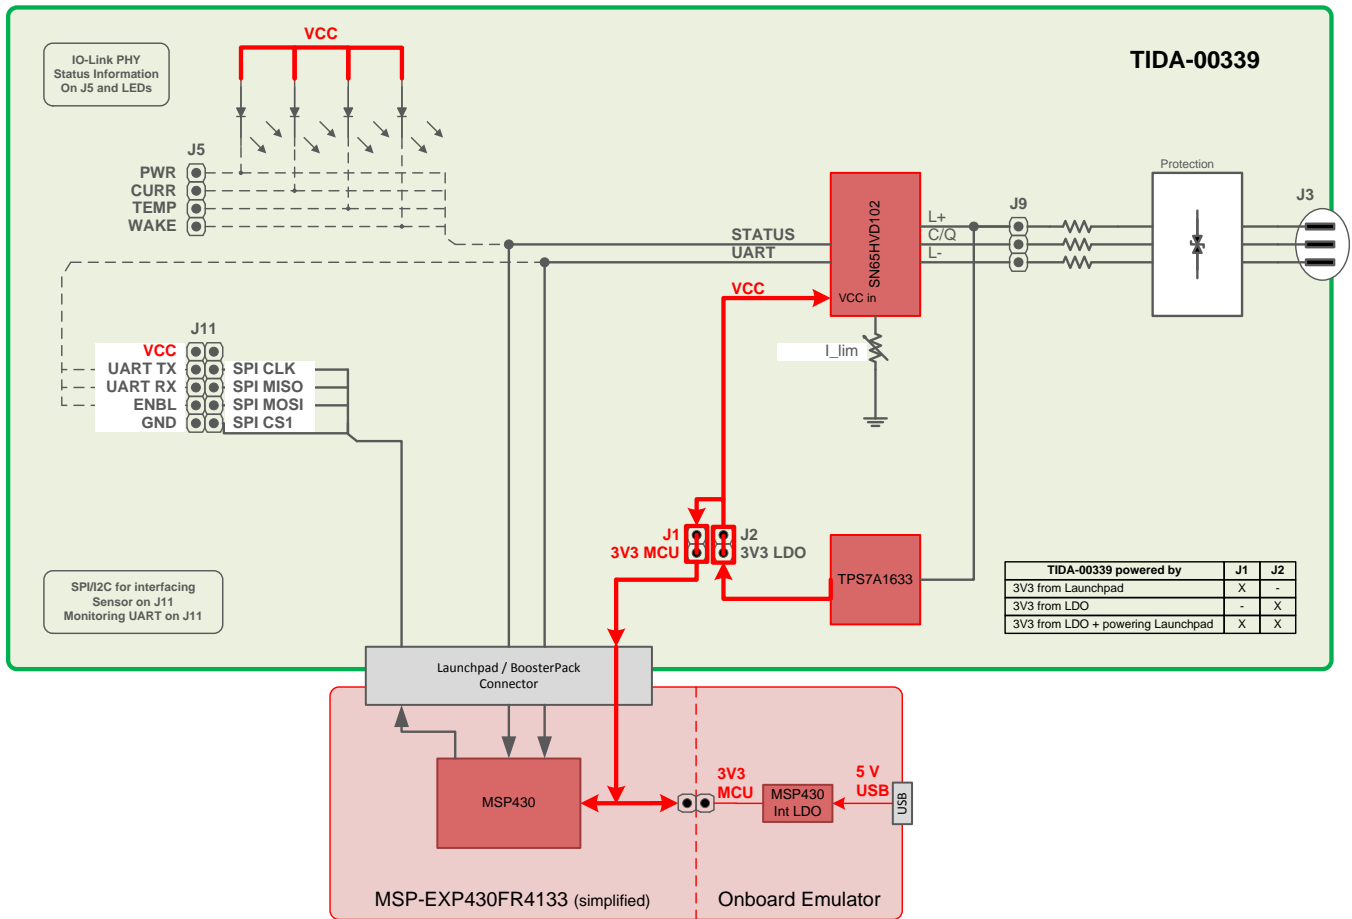 VCC
TIDA-00339
IO-Link PHY
Status Information
On J5 and LEDs
J5
PWR
CURR
TEMP
WAKE
Protection
J3
J9
L+
C/Q
L-
STATUS
UART
SN65HVD102
VCC
VCC in
I_lim
J11
VCC
UART TX SPI CLK
UART RX SPI MISO
ENBL SPI MOSI
GND SPI CS1
J1 J2
3V3 MCU 3V3 LDO
TPS7A1633
TIDA-00339 powered by J1 J2
3V3 from Launchpad X -
3V3 from LDO - X
3V3 from LDO + powering Launchpad X X
SPI/I2C for interfacing
Sensor on J11
Monitoring UART on J11
Launchpad / BoosterPack
Connector
MSP430
3V3
MCU
MSP430
Int LDO
5 V
USB
USB
MSP-EXP430FR4133 (simplified)
Onboard Emulator